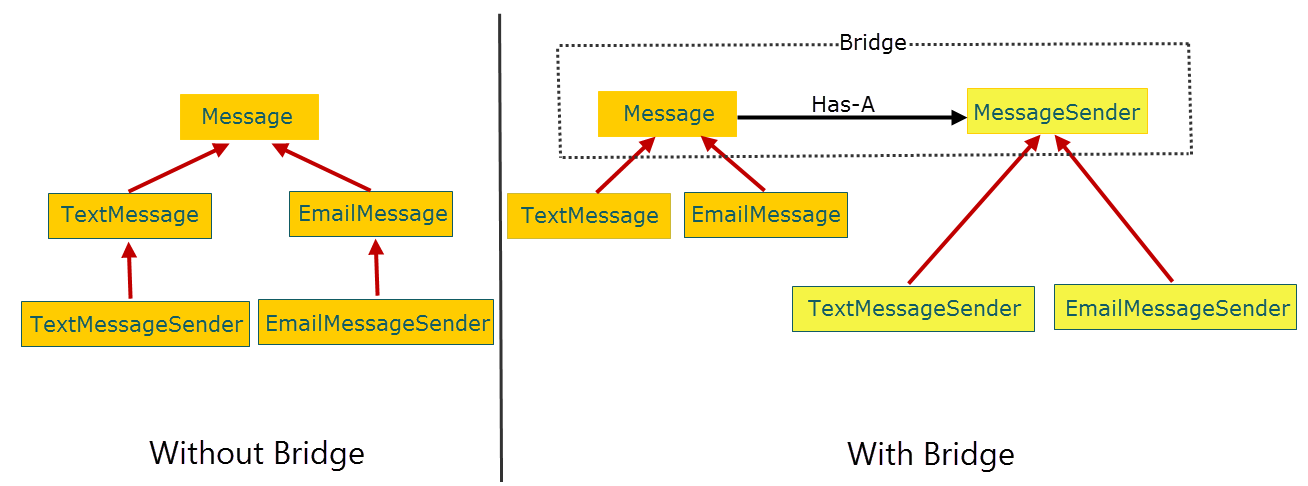 Message
TextMessage
EmailMessage
TextMessageSender
EmailMessageSender
Without Bridge
Bridge
Message
Has-A
MessageSender
TextMessage
EmailMessage
TextMessageSender
EmailMessageSender
With Bridge